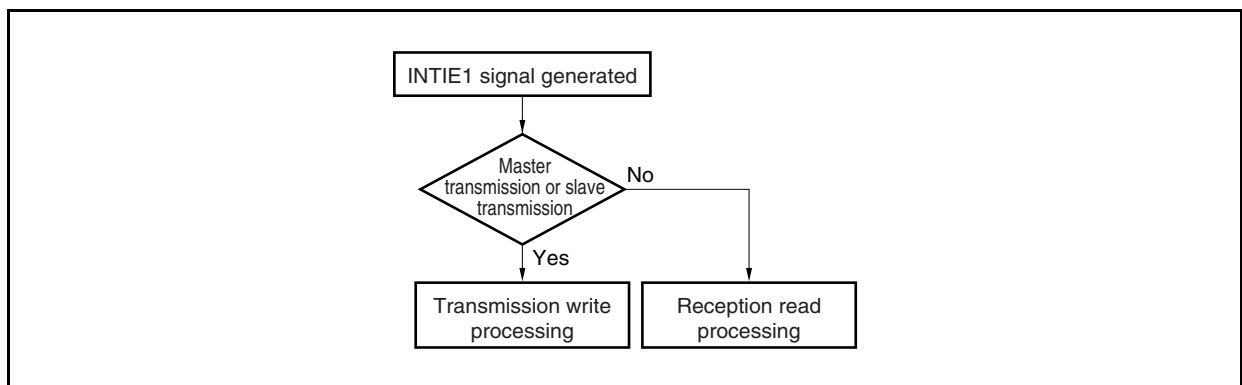 INTIE1 signal generated
Master
transmission or slave
transmission
No
Yes
Transmission write
processing
Reception read
processing